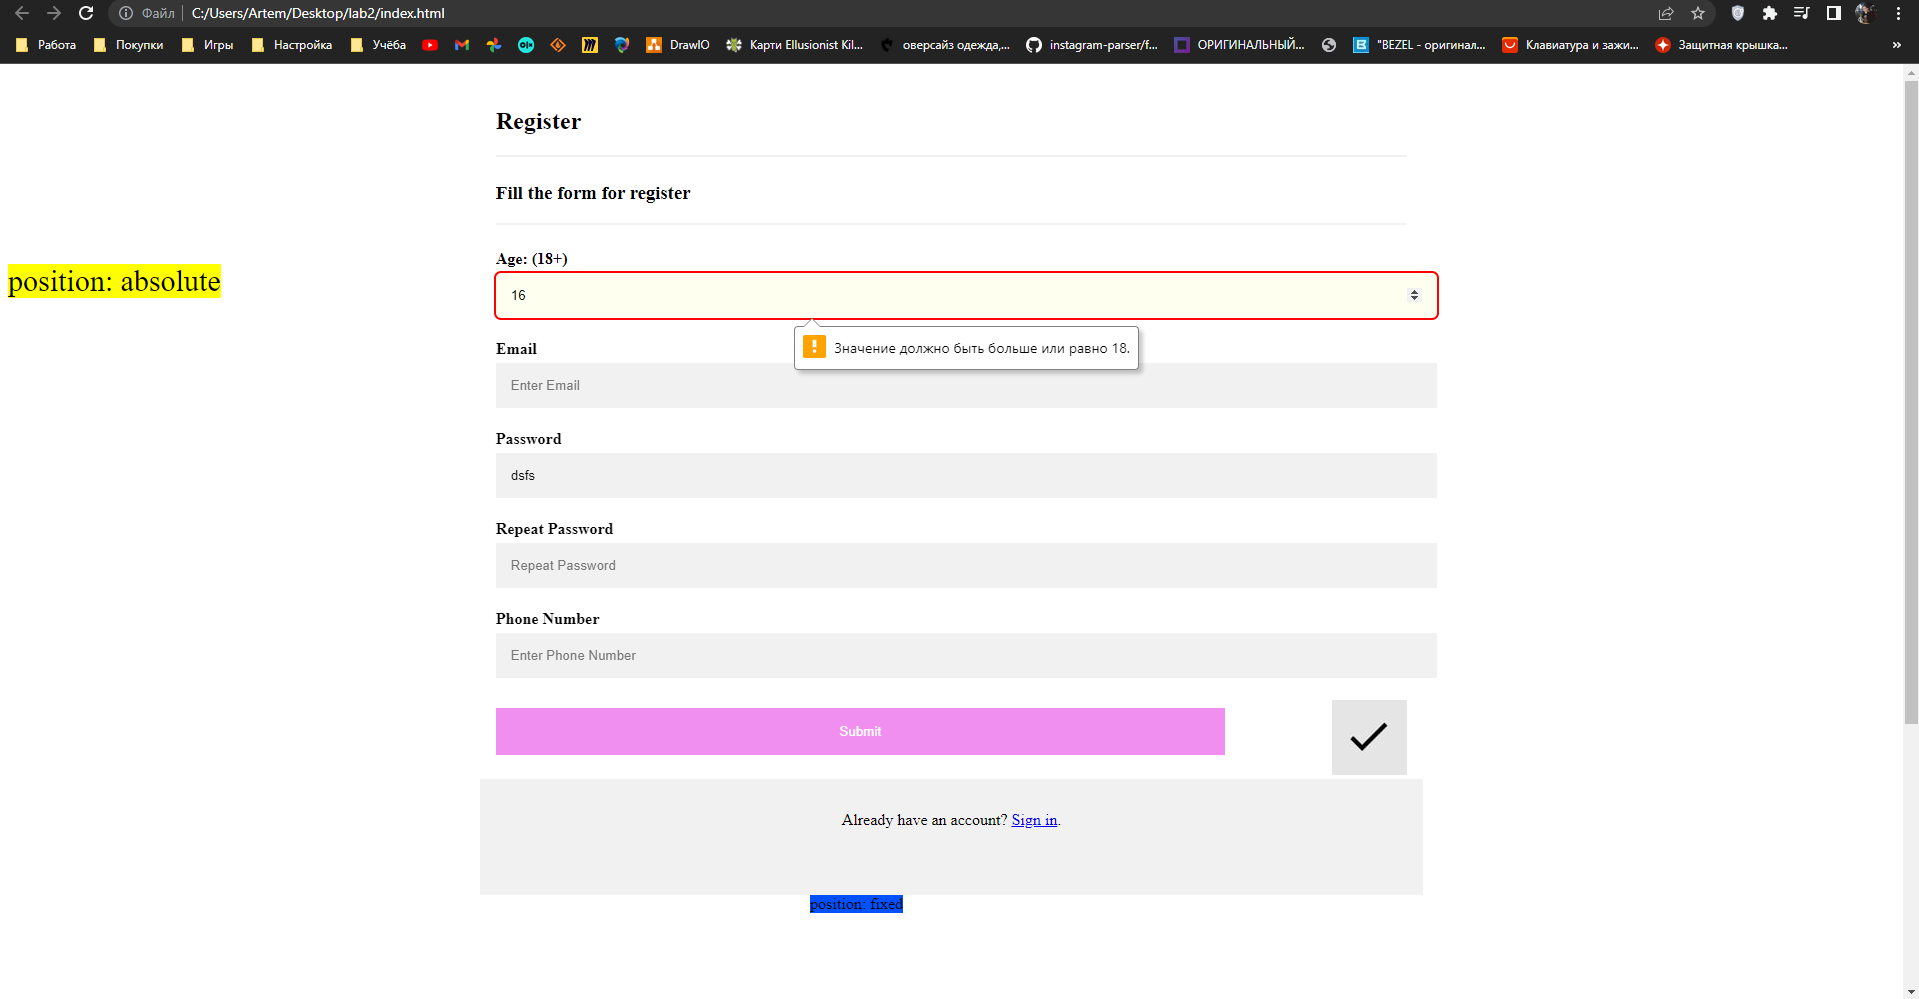 Файл C:/Users/Artem/Desktop/lab2/index.html
Работа Покупки Игры Настройка Учёба DrawIO Карти Ellusionist Kil... оверсайз одежда,... instagram-parser/f... ОРИГИНАЛЬНЫЙ... "BEZEL - оригинал... Клавиатура и зажи... Защитная крышка... »
Register
Fill the form for register
Age: (18+)
position: absolute
16
Значение должно быть больше или равно 18.
Email
Enter Email
Password
dsfs
Repeat Password
Repeat Password
Phone Number
Enter Phone Number
Submit
Already have an account? Sign in.
position: fixed